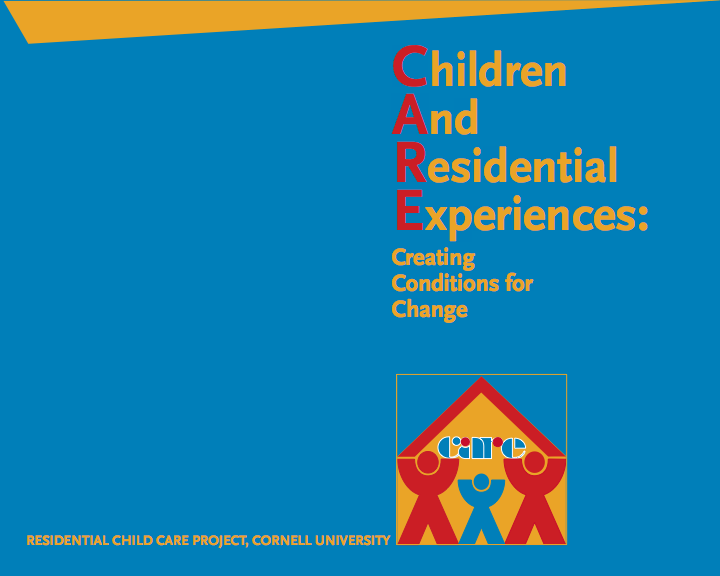 Children
And
Residential
Experiences:
Creating
Conditions for
Change
care
RESIDENTIAL CHILD CARE PROJECT, CORNELL UNIVERSITY